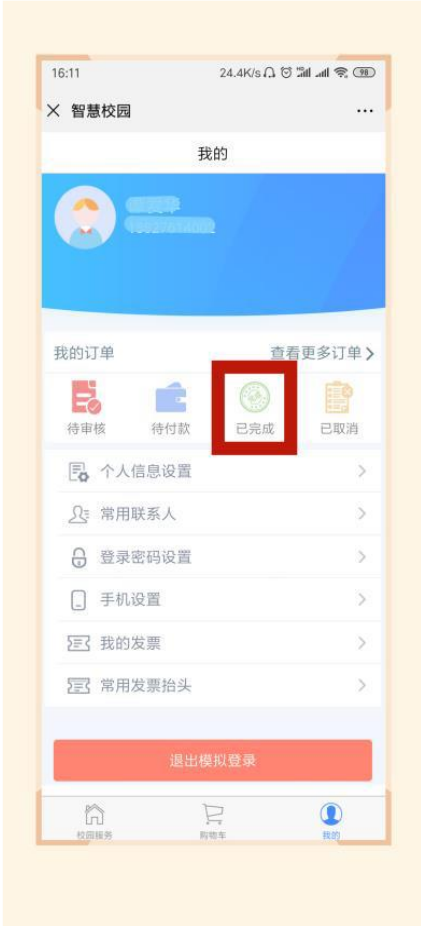 16:11 24.4K/s 98
智慧校园
我的
我的订单 查看更多订单
待审核 待付款 已完成 已取消
个人信息设置
常用联系人
登录密码设置
手机设置
我的发票
常用发票抬头
退出模拟登录
校园服务 购物车 我的